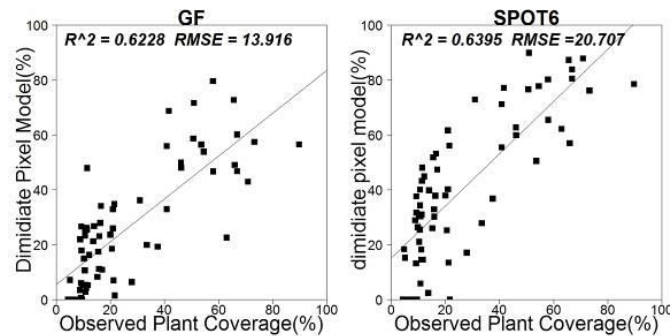 GF
R^2 = 0.6228 RMSE = 13.916
Dimidiate Pixel Model(%)
100
80
60
40
20
0
0 20 40 60 80 100
Observed Plant Coverage(%)
SPOT6
R^2 = 0.6395 RMSE =20.707
dimidiate pixel model(%)
100
80
60
40
20
0
0 20 40 60 80 100
Observed Plant Coverage(%)